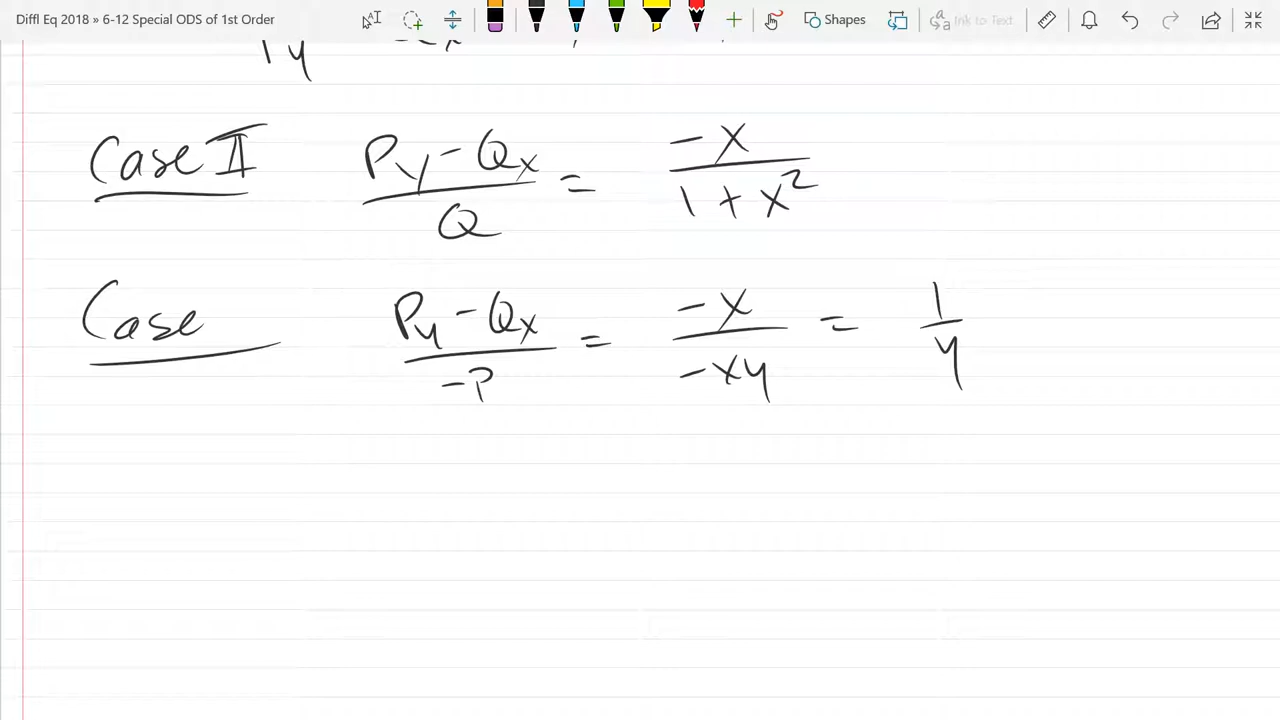 Diffl Eq 2018 » 6-12 Special ODS of 1st Order
Shapes
Ink to Text
Case II (Py - Qx)/Q = -x/(1 + x²)
Case (Py - Qx)/-P = -x/-xy = 1/y